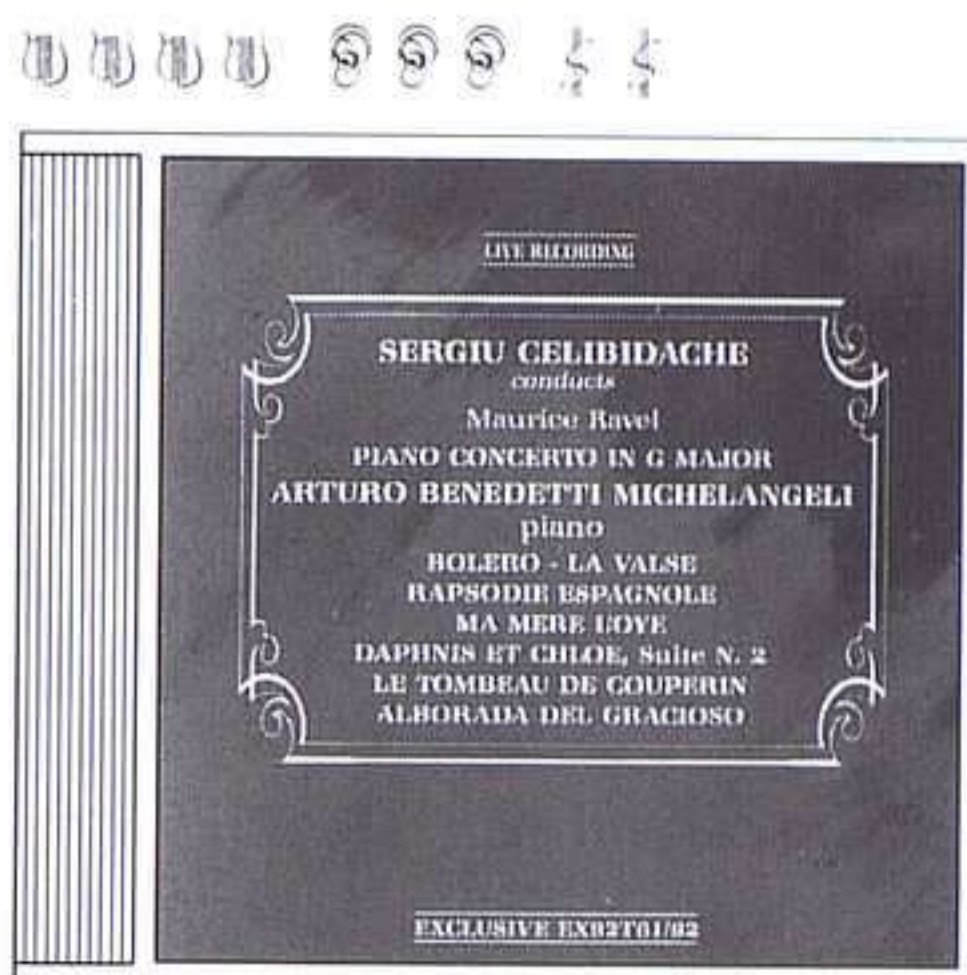 LIVE RECORDING
SERGIU CELIBIDACHE
conducts
Maurice Ravel
PIANO CONCERTO IN G MAJOR
ARTURO BENEDETTI MICHELANGELI
piano
BOLERO - LA VALSE
RAPSODIE ESPAGNOLE
MA MERE L'OYE
DAPHNIS ET CHLOE, Suite N. 2
LE TOMBEAU DE COUPERIN
ALBORADA DEL GRACIOSO
EXCLUSIVE EX92T61/62